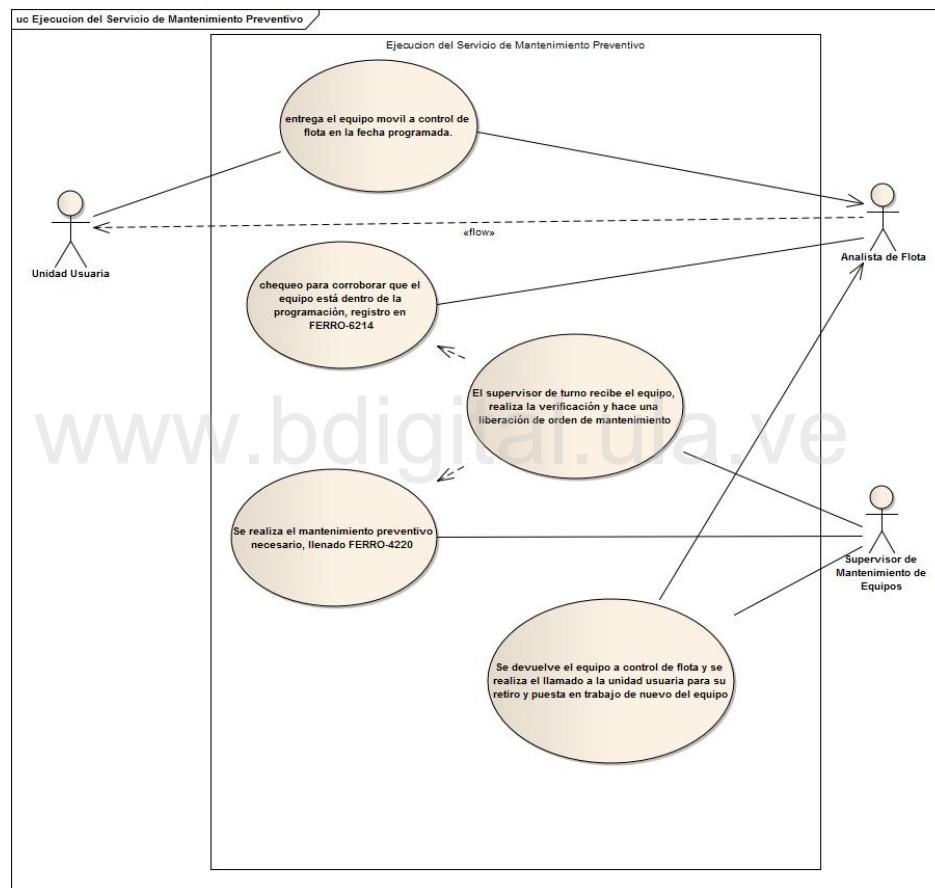 uc Ejecucion del Servicio de Mantenimiento Preventivo
Ejecucion del Servicio de Mantenimiento Preventivo
entrega el equipo movil a control de
flota en la fecha programada.
«flow»
Unidad Usuaria
Analista de Flota
chequeo para corroborar que el
equipo está dentro de la
programación, registro en
FERRO-6214
El supervisor de turno recibe el equipo,
realiza la verificación y hace una
liberación de orden de mantenimiento
www.bdigital.ula.ve
Se realiza el mantenimiento preventivo
necesario, llenado FERRO-4220
Supervisor de
Mantenimiento de
Equipos
Se devuelve el equipo a control de flota y se
realiza el llamado a la unidad usuaria para su
retiro y puesta en trabajo de nuevo del equipo